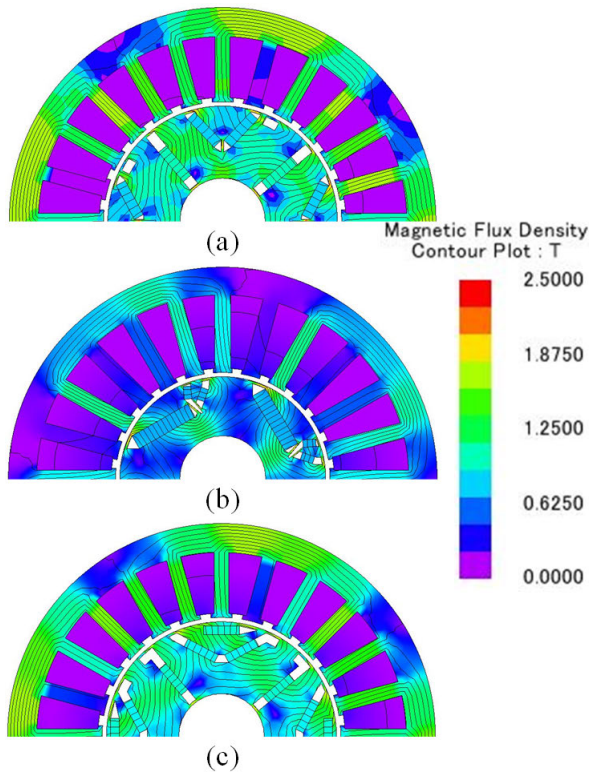 (a)
Magnetic Flux Density
Contour Plot : T
2.5000
1.8750
1.2500
0.6250
0.0000
(b)
(c)